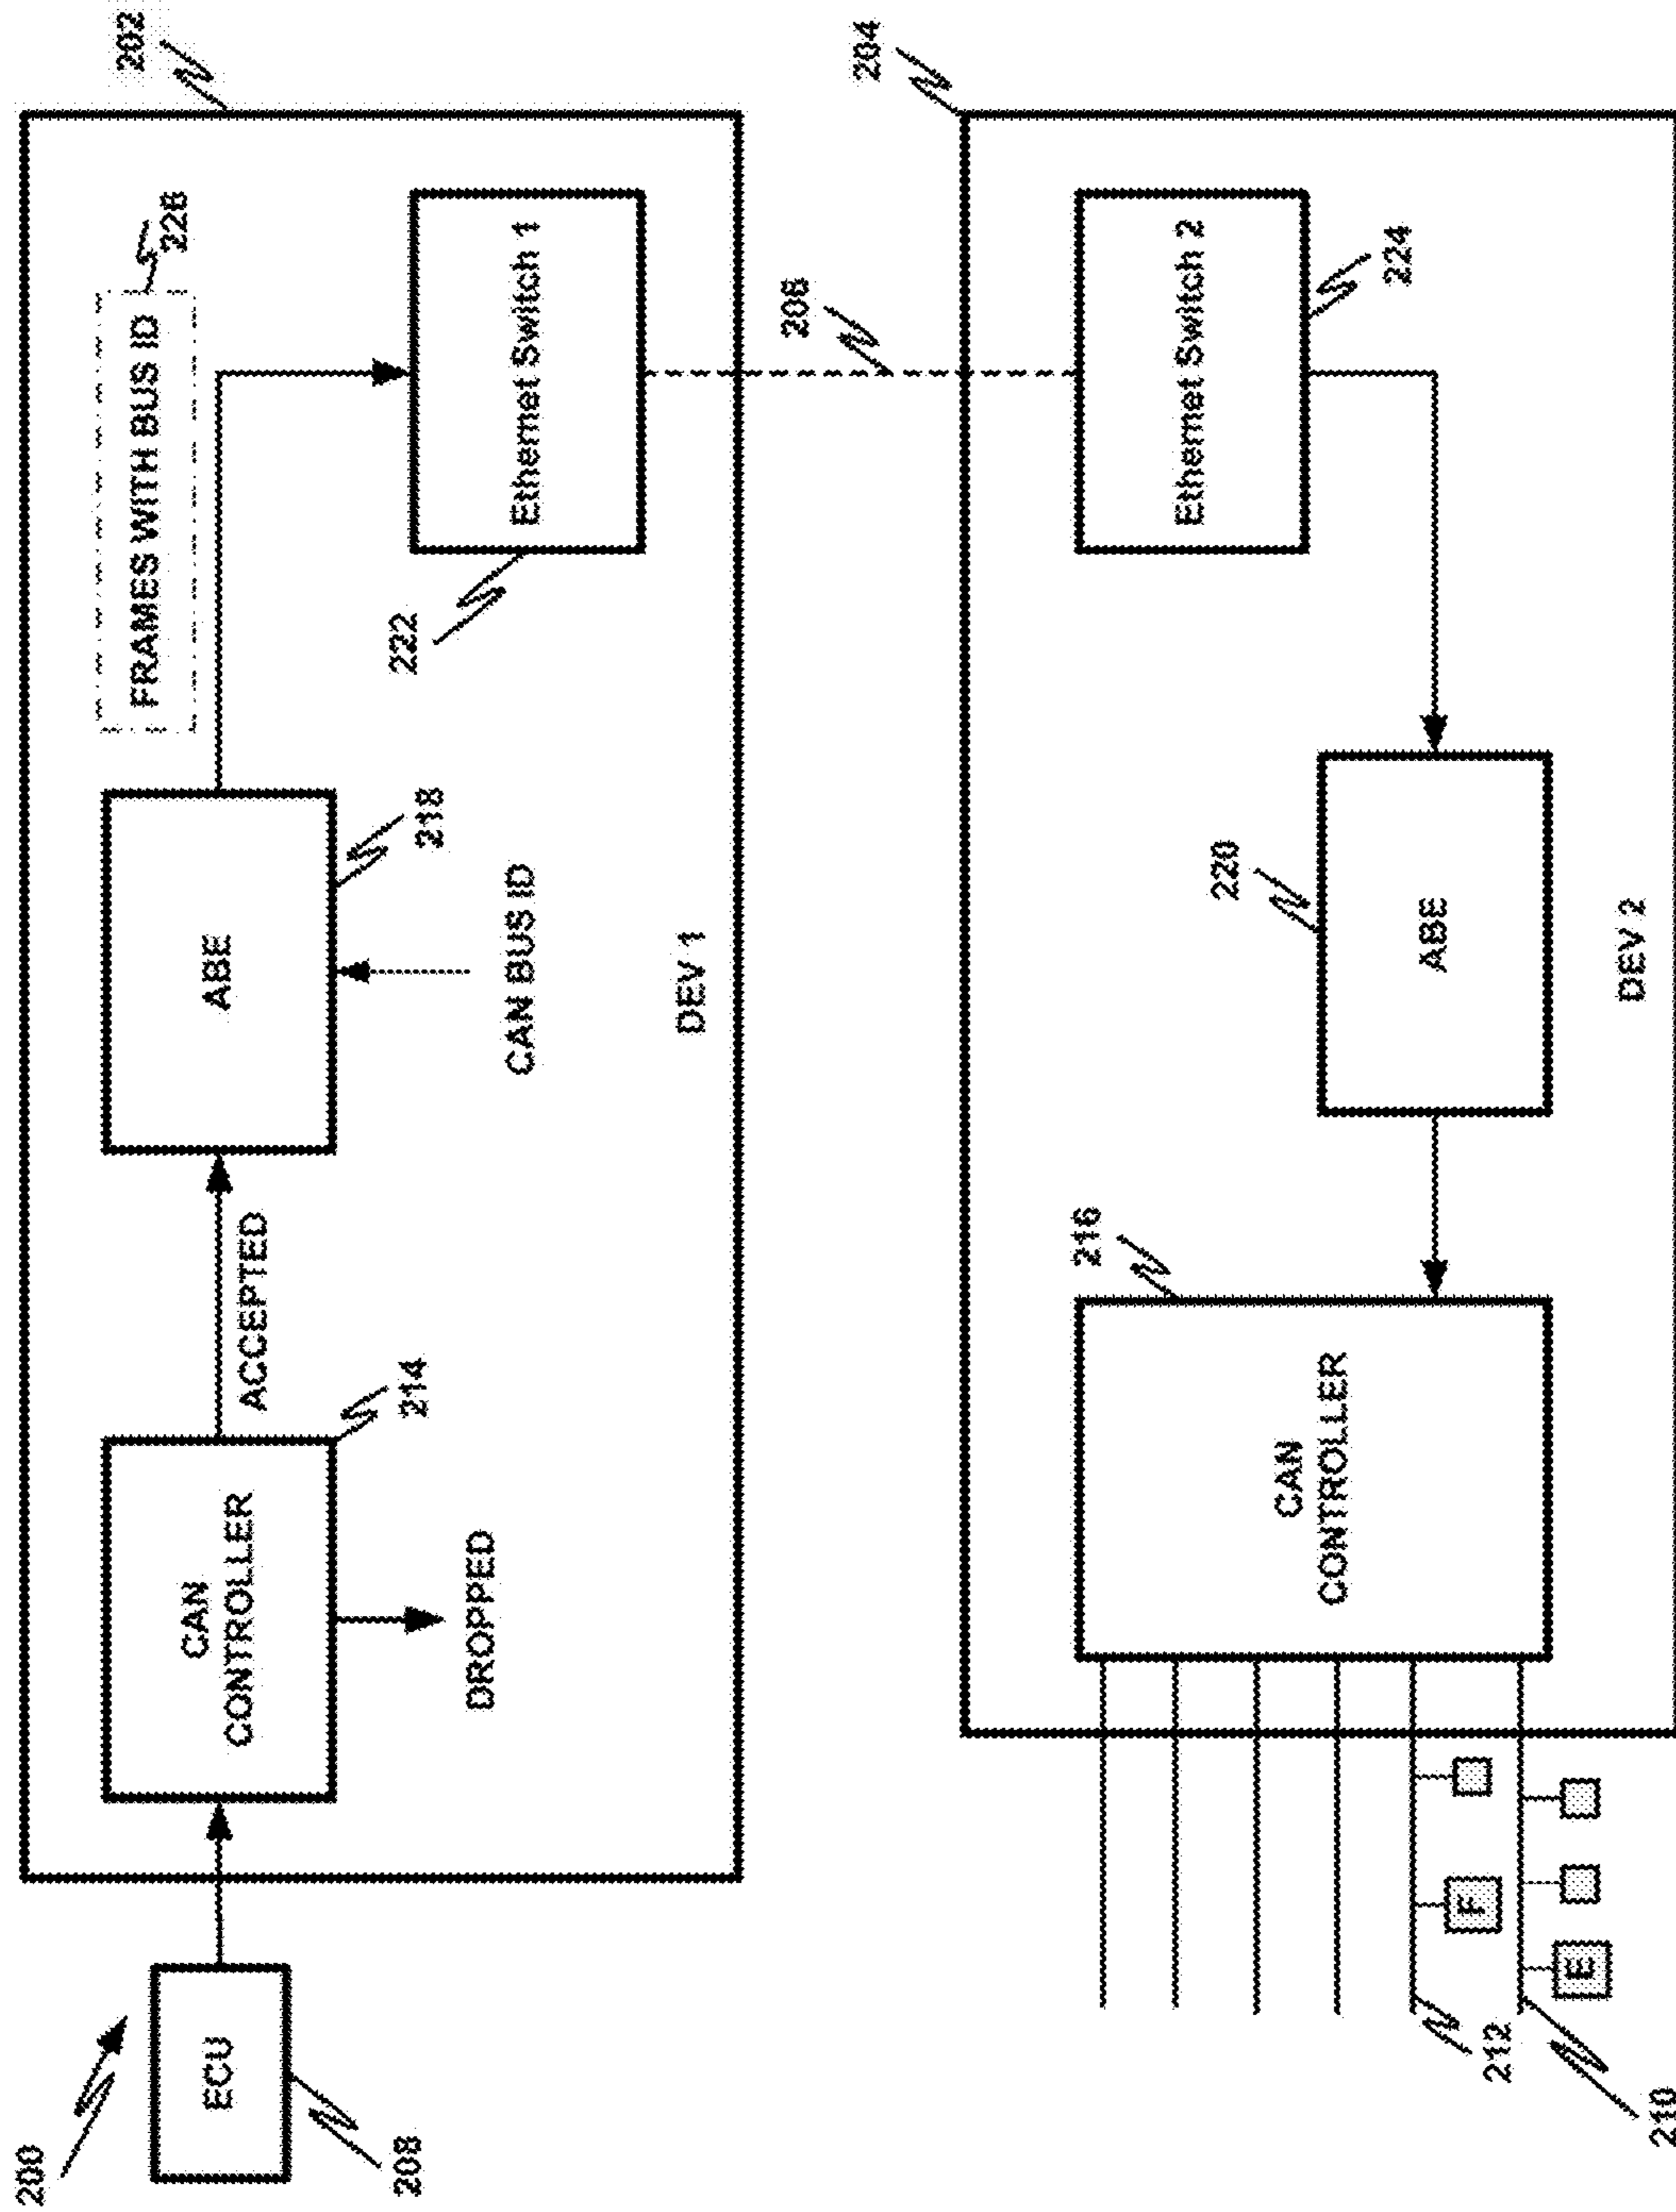 200
ECU
208
CAN
CONTROLLER
214
DROPPED
ACCEPTED
ABE
218
CAN BUS ID
FRAMES WITH BUS ID
226
222
Ethernet Switch 1
DEV 1
202
206
204
216
CAN
CONTROLLER
220
ABE
Ethernet Switch 2
224
DEV 2
F
212
E
210